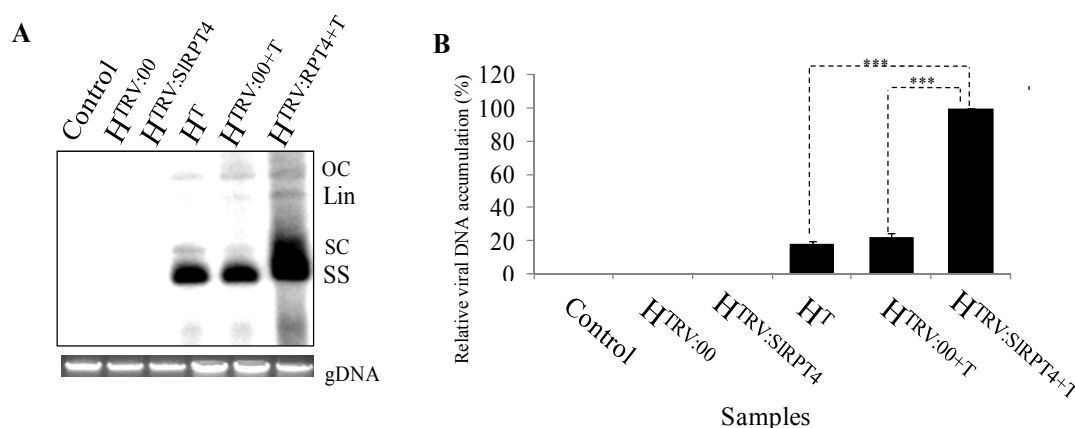 A
Control
HTRV:00
HTRV:SlRPT4
HT
HTRV:00+T
HTRV:RPT4+T
OC
Lin
SC
SS
gDNA
B
Relative viral DNA accumulation (%)
120
100
80
60
40
20
0
***
***
Control
HTRV:00
HTRV:SlRPT4
HT
HTRV:00+T
HTRV:SlRPT4+T
Samples